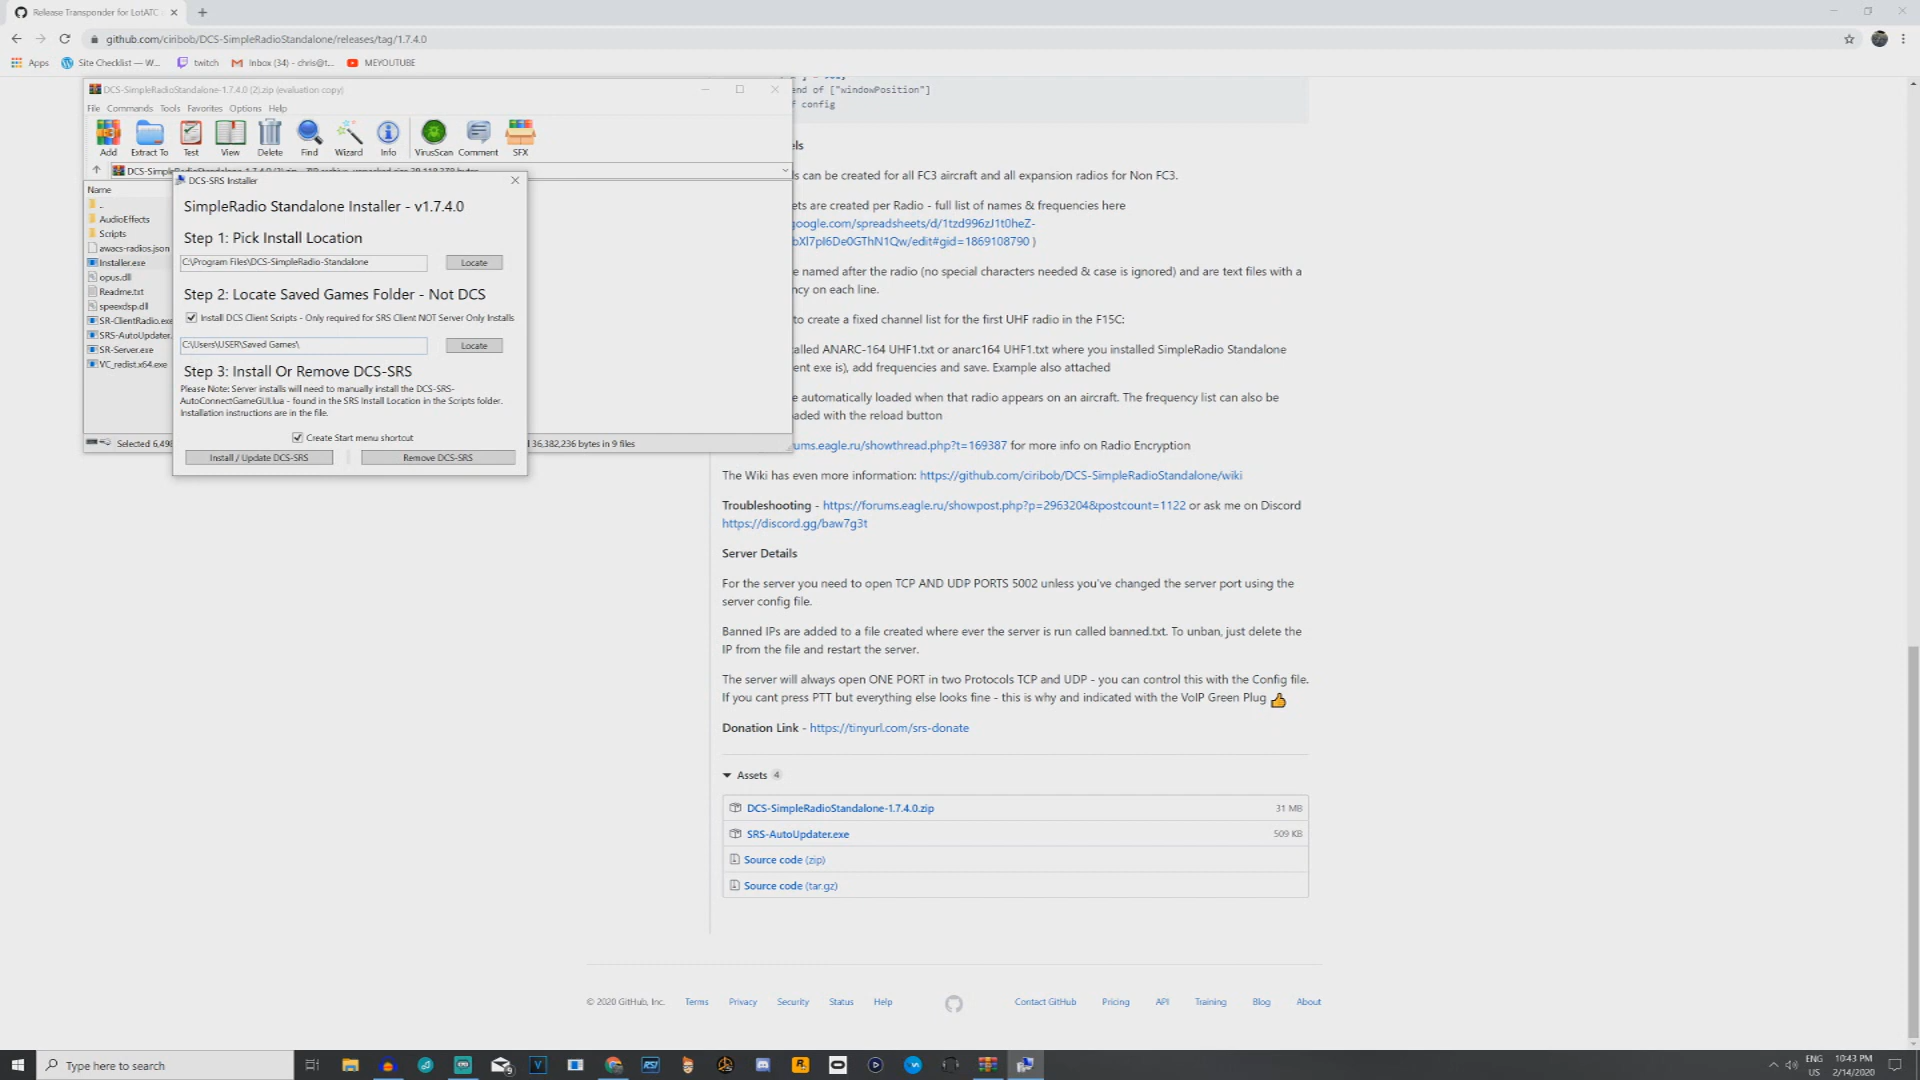 Release Transponder for LotATC
github.com/ciribob/DCS-SimpleRadioStandalone/releases/tag/1.7.4.0
Apps
Site Checklist — W...
twitch
Inbox (34) - chris@t...
MEYOUTUBE
DCS-SimpleRadioStandalone-1.7.4.0 (2).zip (evaluation copy)
File Commands Tools Favorites Options Help
Add
Extract To
Test
View
Delete
Find
Wizard
Info
VirusScan
Comment
SFX
Name
..
AudioEffects
Scripts
awacs-radios.json
Installer.exe
opus.dll
Readme.txt
speexdsp.dll
SR-ClientRadio.exe
SRS-AutoUpdater.
SR-Server.exe
VC_redist.x64.exe
Selected 6,498
36,382,236 bytes in 9 files
DCS-SRS Installer
SimpleRadio Standalone Installer - v1.7.4.0
Step 1: Pick Install Location
C:\Program Files\DCS-SimpleRadio-Standalone
Locate
Step 2: Locate Saved Games Folder - Not DCS
Install DCS Client Scripts - Only required for SRS Client NOT Server Only Installs
C:\Users\USER\Saved Games\
Locate
Step 3: Install Or Remove DCS-SRS
Please Note: Server installs will need to manually install the DCS-SRS-
AutoConnectGameGUI.lua - found in the SRS Install Location in the Scripts folder.
Installation instructions are in the file.
Create Start menu shortcut
Install / Update DCS-SRS
Remove DCS-SRS
end of ["windowPosition"]
f config
els
s can be created for all FC3 aircraft and all expansion radios for Non FC3.
ets are created per Radio - full list of names & frequencies here
google.com/spreadsheets/d/1tzd996zJ1t0heZ-
bXl7pI6De0GThN1Qw/edit#gid=1869108790 )
e named after the radio (no special characters needed & case is ignored) and are text files with a
ncy on each line.
to create a fixed channel list for the first UHF radio in the F15C:
alled ANARC-164 UHF1.txt or anarc164 UHF1.txt where you installed SimpleRadio Standalone
ent exe is), add frequencies and save. Example also attached
e automatically loaded when that radio appears on an aircraft. The frequency list can also be
aded with the reload button
ums.eagle.ru/showthread.php?t=169387 for more info on Radio Encryption
The Wiki has even more information: https://github.com/ciribob/DCS-SimpleRadioStandalone/wiki
Troubleshooting - https://forums.eagle.ru/showpost.php?p=2963204&postcount=1122 or ask me on Discord
https://discord.gg/baw7g3t
Server Details
For the server you need to open TCP AND UDP PORTS 5002 unless you've changed the server port using the
server config file.
Banned IPs are added to a file created where ever the server is run called banned.txt. To unban, just delete the
IP from the file and restart the server.
The server will always open ONE PORT in two Protocols TCP and UDP - you can control this with the Config file.
If you cant press PTT but everything else looks fine - this is why and indicated with the VoIP Green Plug 👍
Donation Link - https://tinyurl.com/srs-donate
Assets 4
DCS-SimpleRadioStandalone-1.7.4.0.zip 31 MB
SRS-AutoUpdater.exe 509 KB
Source code (zip)
Source code (tar.gz)
© 2020 GitHub, Inc. Terms Privacy Security Status Help Contact GitHub Pricing API Training Blog About
Type here to search
ENG
US
10:43 PM
2/14/2020